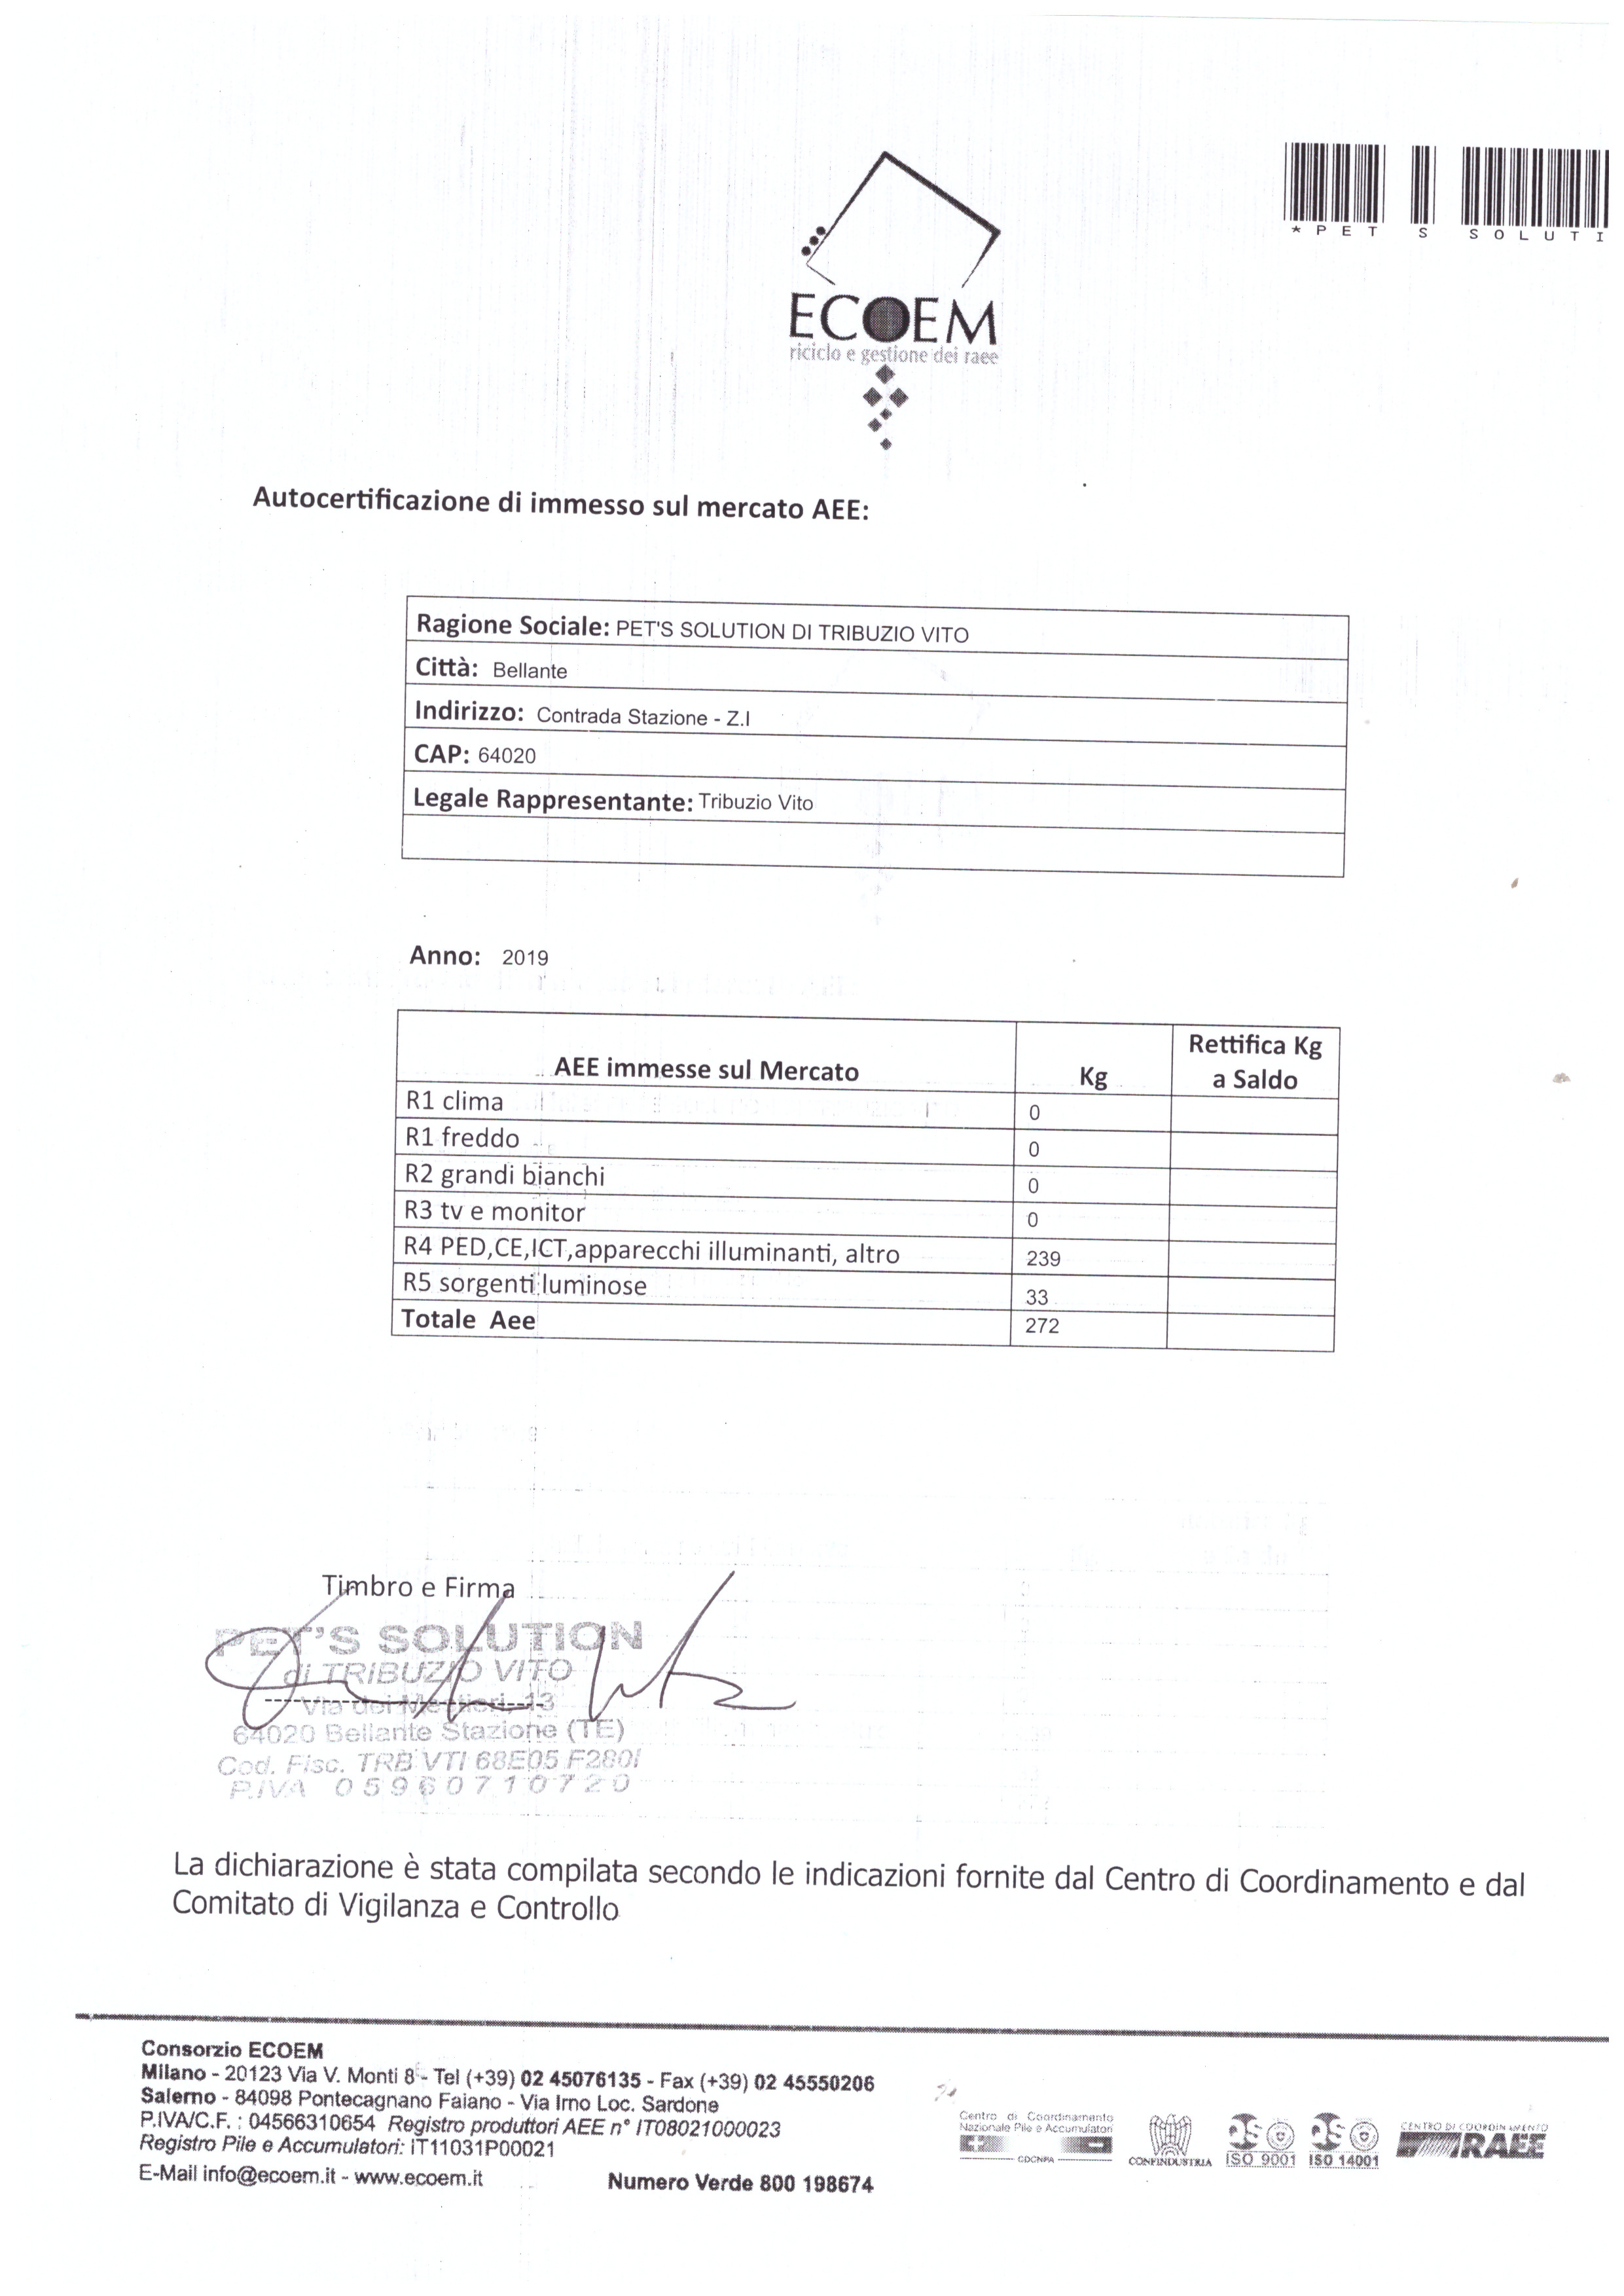 *PET S SOLUTI
ECOEM
riciclo e gestione dei raee
Autocertificazione di immesso sul mercato AEE:
Ragione Sociale: PET'S SOLUTION DI TRIBUZIO VITO
Città: Bellante
Indirizzo: Contrada Stazione - Z.I
CAP: 64020
Legale Rappresentante: Tribuzio Vito
Anno: 2019
AEE immesse sul Mercato Kg Rettifica Kg a Saldo
R1 clima 0
R1 freddo 0
R2 grandi bianchi 0
R3 tv e monitor 0
R4 PED,CE,ICT,apparecchi illuminanti, altro 239
R5 sorgenti luminose 33
Totale Aee 272
Timbro e Firma
PET'S SOLUTION
di TRIBUZIO VITO
Via dei Mestieri, 13
64020 Bellante Stazione (TE)
Cod. Fisc. TRB VTI 68E05 F280I
P.IVA 05960710720
La dichiarazione è stata compilata secondo le indicazioni fornite dal Centro di Coordinamento e dal
Comitato di Vigilanza e Controllo
Consorzio ECOEM
Milano - 20123 Via V. Monti 8 - Tel (+39) 02 45076135 - Fax (+39) 02 45550206
Salerno - 84098 Pontecagnano Faiano - Via Irno Loc. Sardone
P.IVA/C.F. : 04566310654 Registro produttori AEE n° IT08021000023
Registro Pile e Accumulatori: IT11031P00021
E-Mail info@ecoem.it - www.ecoem.it
Numero Verde 800 198674
Centro di Coordinamento
Nazionale Pile e Accumulatori
CDCNPA
CONFINDUSTRIA
ISO 9001
ISO 14001
CENTRO DI COORDINAMENTO
RAEE